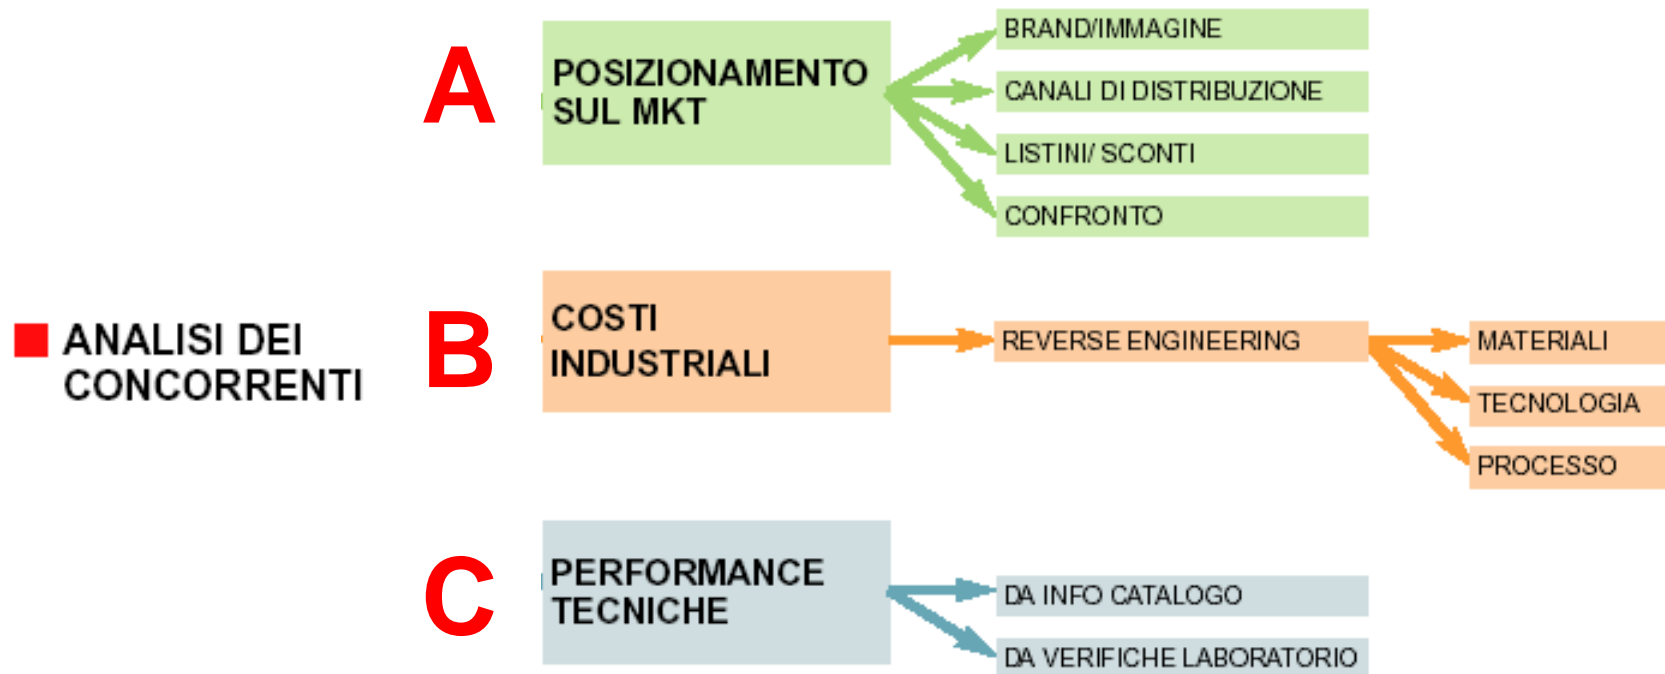 ANALISI DEI
CONCORRENTI
A
POSIZIONAMENTO
SUL MKT
BRAND/IMMAGINE
CANALI DI DISTRIBUZIONE
LISTINI/ SCONTI
CONFRONTO
B
COSTI
INDUSTRIALI
REVERSE ENGINEERING
MATERIALI
TECNOLOGIA
PROCESSO
C
PERFORMANCE
TECNICHE
DA INFO CATALOGO
DA VERIFICHE LABORATORIO